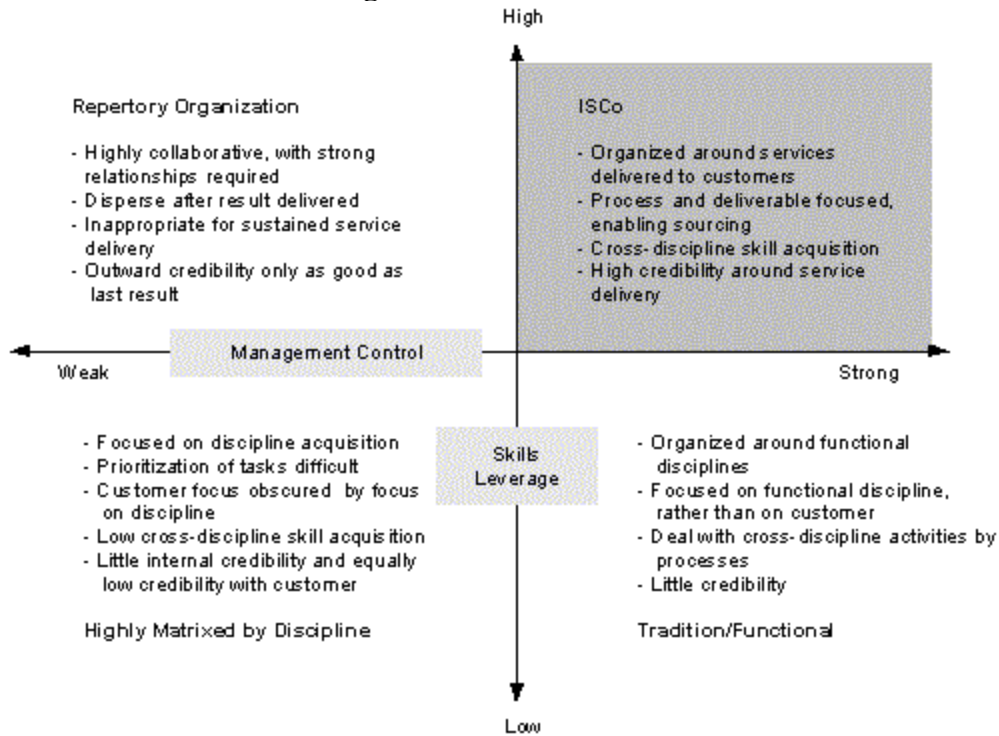 High
Repertory Organization
- Highly collaborative, with strong
relationships required
- Disperse after result delivered
- Inappropriate for sustained service
delivery
- Outward credibility only as good as
last result
ISCo
- Organized around services
delivered to customers
- Process and deliverable focused,
enabling sourcing
- Cross-discipline skill acquisition
- High credibility around service
delivery
Management Control
Weak
Strong
- Focused on discipline acquisition
- Prioritization of tasks difficult
- Customer focus obscured by focus
on discipline
- Low cross-discipline skill acquisition
- Little internal credibility and equally
low credibility with customer
Highly Matrixed by Discipline
Skills
Leverage
- Organized around functional
disciplines
- Focused on functional discipline,
rather than on customer
- Deal with cross-discipline activities by
processes
- Little credibility
Tradition/Functional
Low